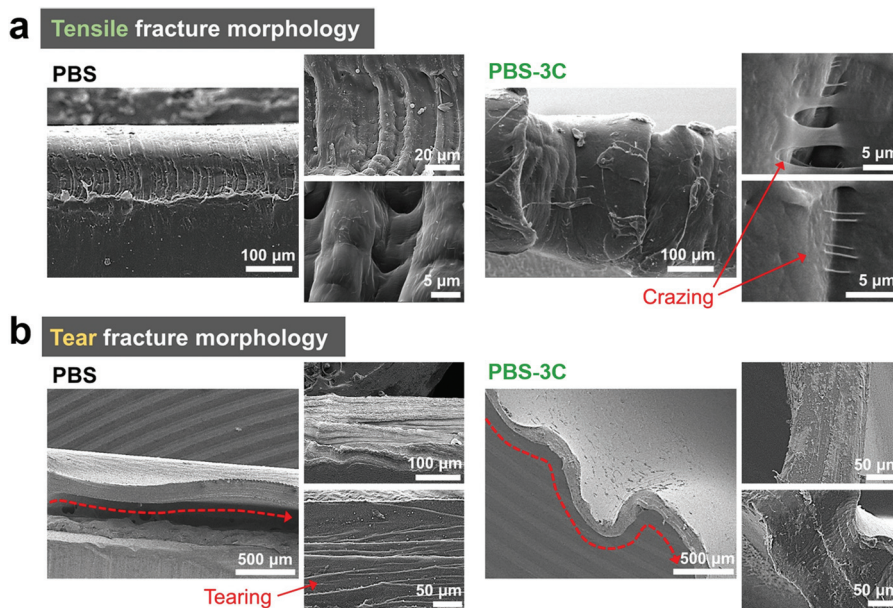 a Tensile fracture morphology
PBS
PBS-3C
100 µm
20 µm
5 µm
100 µm
5 µm
5 µm
Crazing
b Tear fracture morphology
PBS
PBS-3C
500 µm
100 µm
50 µm
500 µm
50 µm
50 µm
Tearing